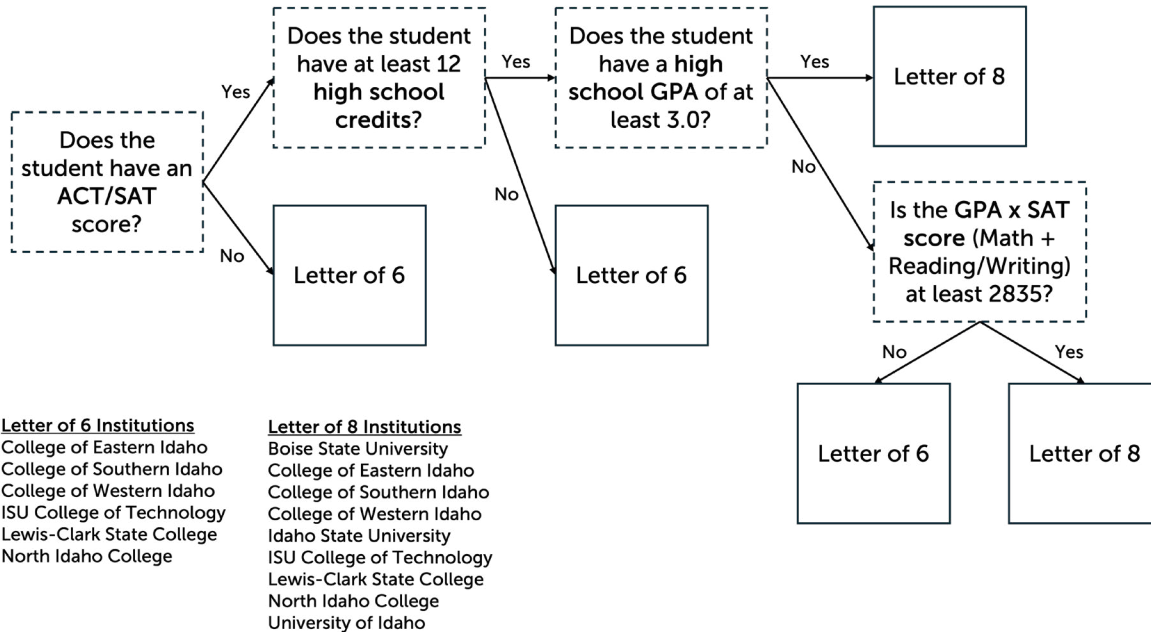 Does the
student have an
ACT/SAT
score?
Yes
No
Does the student
have at least 12
high school
credits?
Letter of 6
Yes
No
Does the student
have a high
school GPA of at
least 3.0?
Letter of 6
Yes
No
Letter of 8
Is the GPA x SAT
score (Math +
Reading/Writing)
at least 2835?
No
Yes
Letter of 6
Letter of 8
Letter of 6 Institutions
College of Eastern Idaho
College of Southern Idaho
College of Western Idaho
ISU College of Technology
Lewis-Clark State College
North Idaho College
Letter of 8 Institutions
Boise State University
College of Eastern Idaho
College of Southern Idaho
College of Western Idaho
Idaho State University
ISU College of Technology
Lewis-Clark State College
North Idaho College
University of Idaho